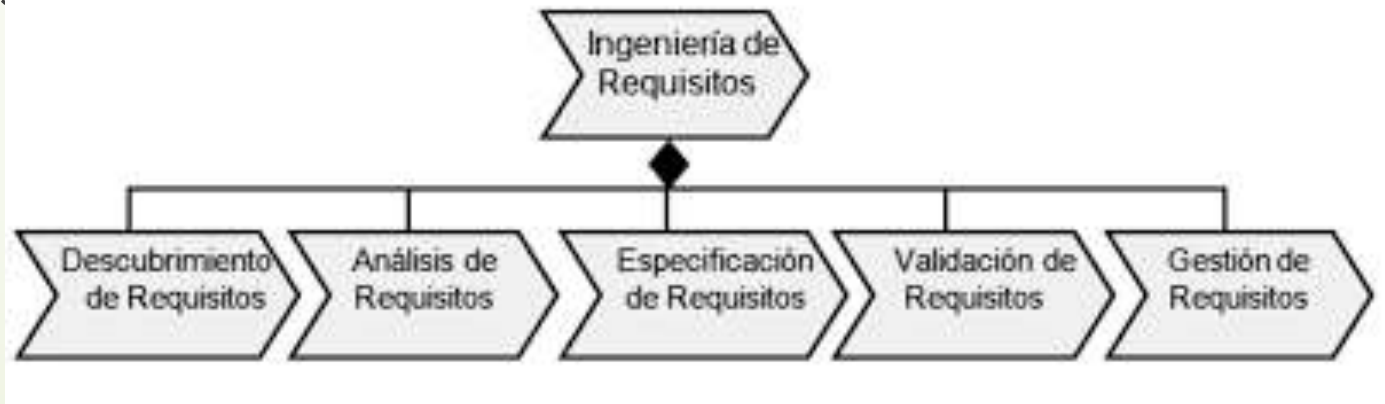 Ingeniería de
Requisitos
Descubrimiento
de Requisitos
Análisis de
Requisitos
Especificación
de Requisitos
Validación de
Requisitos
Gestión de
Requisitos